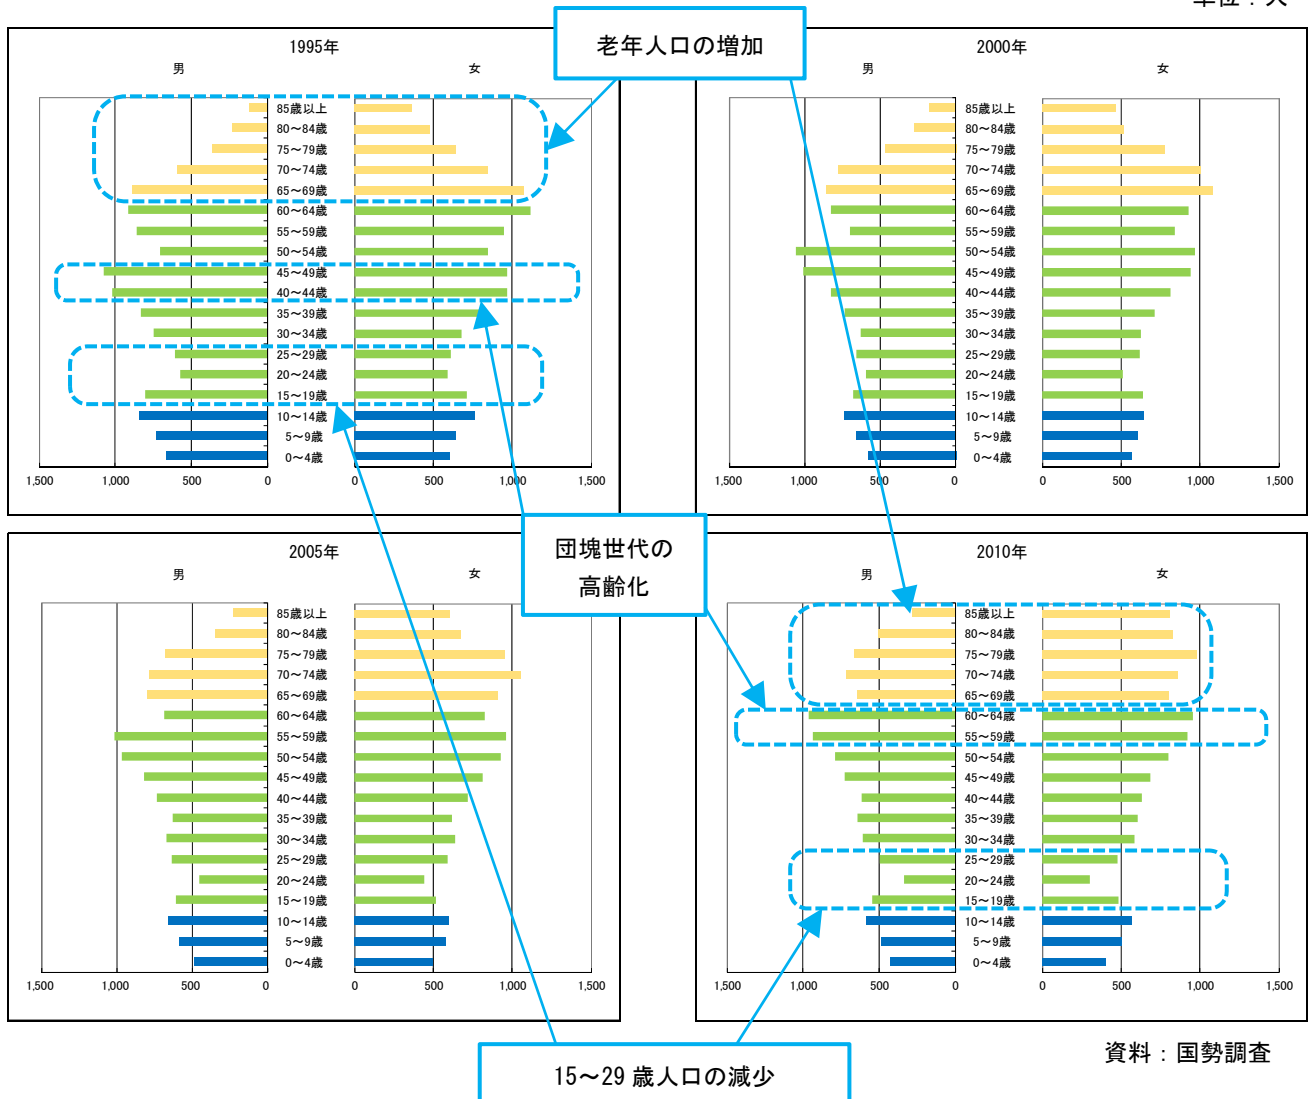 単位：人
老年人口の増加
1995年
男
女
85歳以上
80～84歳
75～79歳
70～74歳
65～69歳
60～64歳
55～59歳
50～54歳
45～49歳
40～44歳
35～39歳
30～34歳
25～29歳
20～24歳
15～19歳
10～14歳
5～9歳
0～4歳
1,500 1,000 500 0 0 500 1,000 1,500
2000年
男
女
85歳以上
80～84歳
75～79歳
70～74歳
65～69歳
60～64歳
55～59歳
50～54歳
45～49歳
40～44歳
35～39歳
30～34歳
25～29歳
20～24歳
15～19歳
10～14歳
5～9歳
0～4歳
1,500 1,000 500 0 0 500 1,000 1,500
団塊世代の
高齢化
2005年
男
女
85歳以上
80～84歳
75～79歳
70～74歳
65～69歳
60～64歳
55～59歳
50～54歳
45～49歳
40～44歳
35～39歳
30～34歳
25～29歳
20～24歳
15～19歳
10～14歳
5～9歳
0～4歳
1,500 1,000 500 0 0 500 1,000 1,500
2010年
男
女
85歳以上
80～84歳
75～79歳
70～74歳
65～69歳
60～64歳
55～59歳
50～54歳
45～49歳
40～44歳
35～39歳
30～34歳
25～29歳
20～24歳
15～19歳
10～14歳
5～9歳
0～4歳
1,500 1,000 500 0 0 500 1,000 1,500
資料：国勢調査
15～29 歳人口の減少